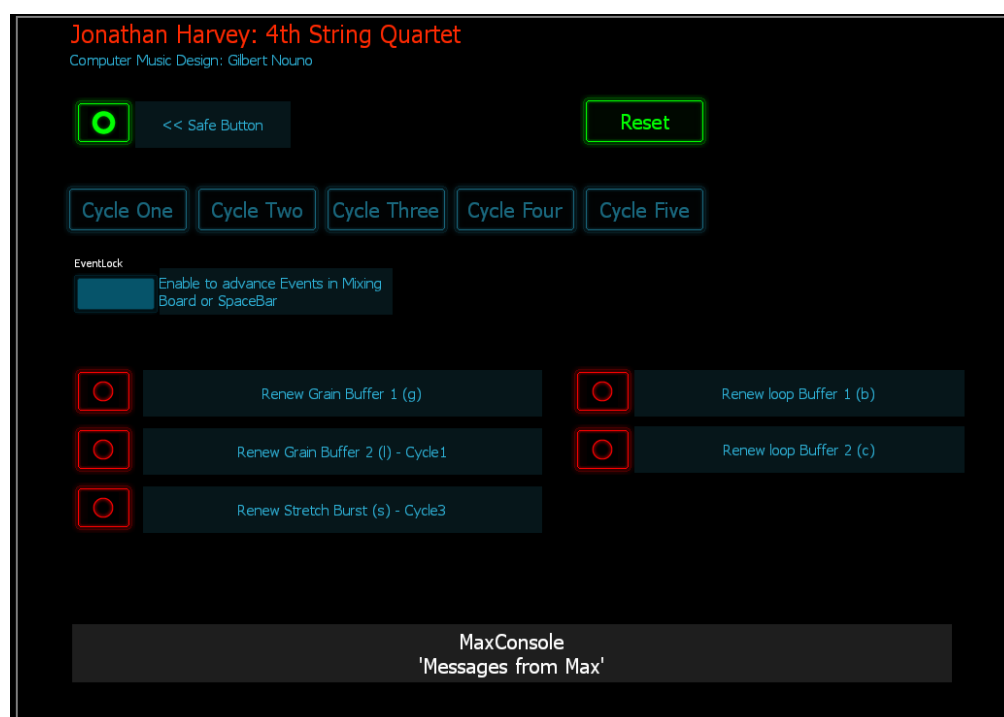 Jonathan Harvey: 4th String Quartet
Computer Music Design: Gilbert Nouno
<< Safe Button
Reset
Cycle One
Cycle Two
Cycle Three
Cycle Four
Cycle Five
EventLock
Enable to advance Events in Mixing
Board or SpaceBar
Renew Grain Buffer 1 (g)
Renew loop Buffer 1 (b)
Renew Grain Buffer 2 (l) - Cycle1
Renew loop Buffer 2 (c)
Renew Stretch Burst (s) - Cycle3
MaxConsole
'Messages from Max'